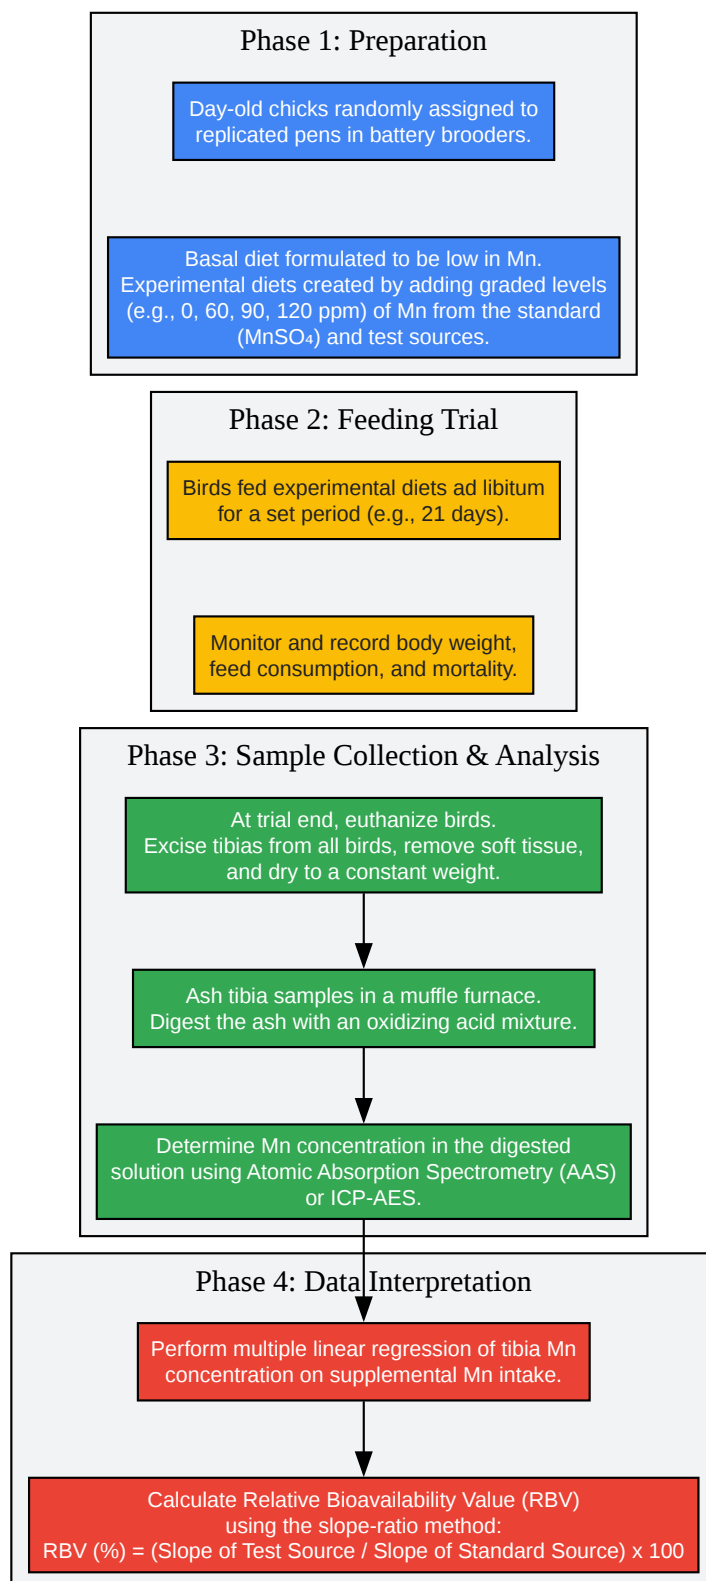 Phase 1: Preparation
Day-old chicks randomly assigned to
replicated pens in battery brooders.
Basal diet formulated to be low in Mn.
Experimental diets created by adding graded levels
(e.g., 0, 60, 90, 120 ppm) of Mn from the standard
(MnSO₄) and test sources.
Phase 2: Feeding Trial
Birds fed experimental diets ad libitum
for a set period (e.g., 21 days).
Monitor and record body weight,
feed consumption, and mortality.
Phase 3: Sample Collection & Analysis
At trial end, euthanize birds.
Excise tibias from all birds, remove soft tissue,
and dry to a constant weight.
Ash tibia samples in a muffle furnace.
Digest the ash with an oxidizing acid mixture.
Determine Mn concentration in the digested
solution using Atomic Absorption Spectrometry (AAS)
or ICP-AES.
Phase 4: Data Interpretation
Perform multiple linear regression of tibia Mn
concentration on supplemental Mn intake.
Calculate Relative Bioavailability Value (RBV)
using the slope-ratio method:
RBV (%) = (Slope of Test Source / Slope of Standard Source) x 100